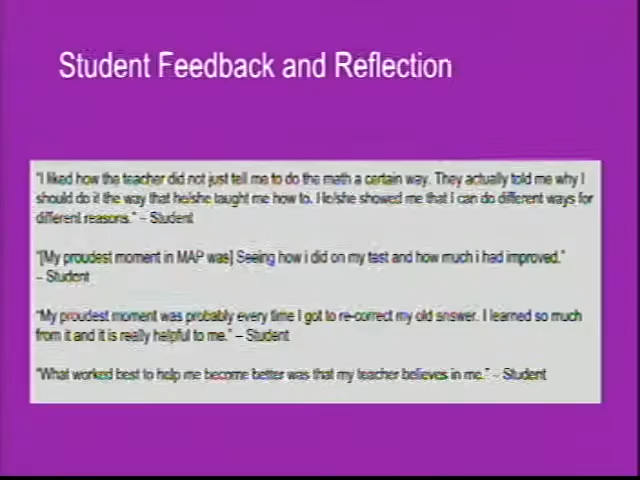 Student Feedback and Reflection
"I liked how the teacher did not just tell me to do the math a certain way. They actually told me why I
should do it the way that he/she taught me how to. He/she showed me that I can do different ways for
different reasons." – Student
"[My proudest moment in MAP was] Seeing how i did on my test and how much i had improved."
– Student
"My proudest moment was probably every time I got to re-correct my old answer. I learned so much
from it and it is really helpful to me." – Student
"What worked best to help me become better was that my teacher believes in me." – Student